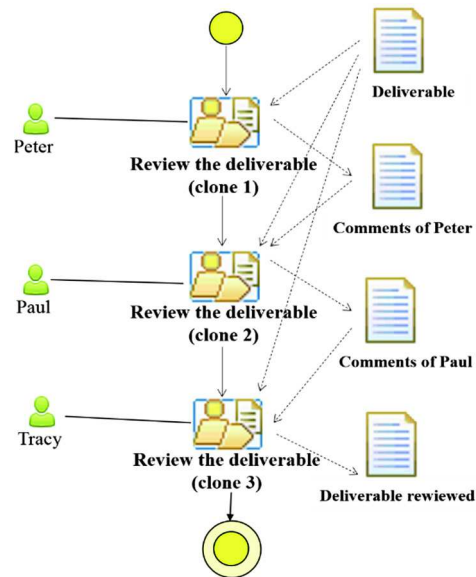 Deliverable
Peter
Review the deliverable
(clone 1)
Comments of Peter
Paul
Review the deliverable
(clone 2)
Comments of Paul
Tracy
Review the deliverable
(clone 3)
Deliverable rewiewed